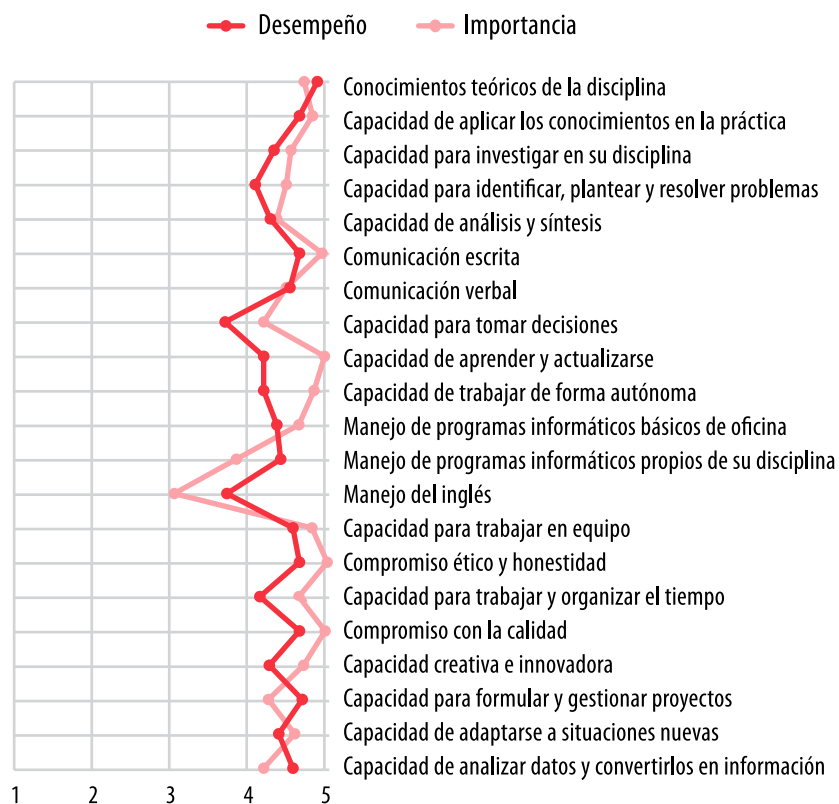 Desempeño Importancia
Conocimientos teóricos de la disciplina
Capacidad de aplicar los conocimientos en la práctica
Capacidad para investigar en su disciplina
Capacidad para identificar, plantear y resolver problemas
Capacidad de análisis y síntesis
Comunicación escrita
Comunicación verbal
Capacidad para tomar decisiones
Capacidad de aprender y actualizarse
Capacidad de trabajar de forma autónoma
Manejo de programas informáticos básicos de oficina
Manejo de programas informáticos propios de su disciplina
Manejo del inglés
Capacidad para trabajar en equipo
Compromiso ético y honestidad
Capacidad para trabajar y organizar el tiempo
Compromiso con la calidad
Capacidad creativa e innovadora
Capacidad para formular y gestionar proyectos
Capacidad de adaptarse a situaciones nuevas
Capacidad de analizar datos y convertirlos en información
1 2 3 4 5